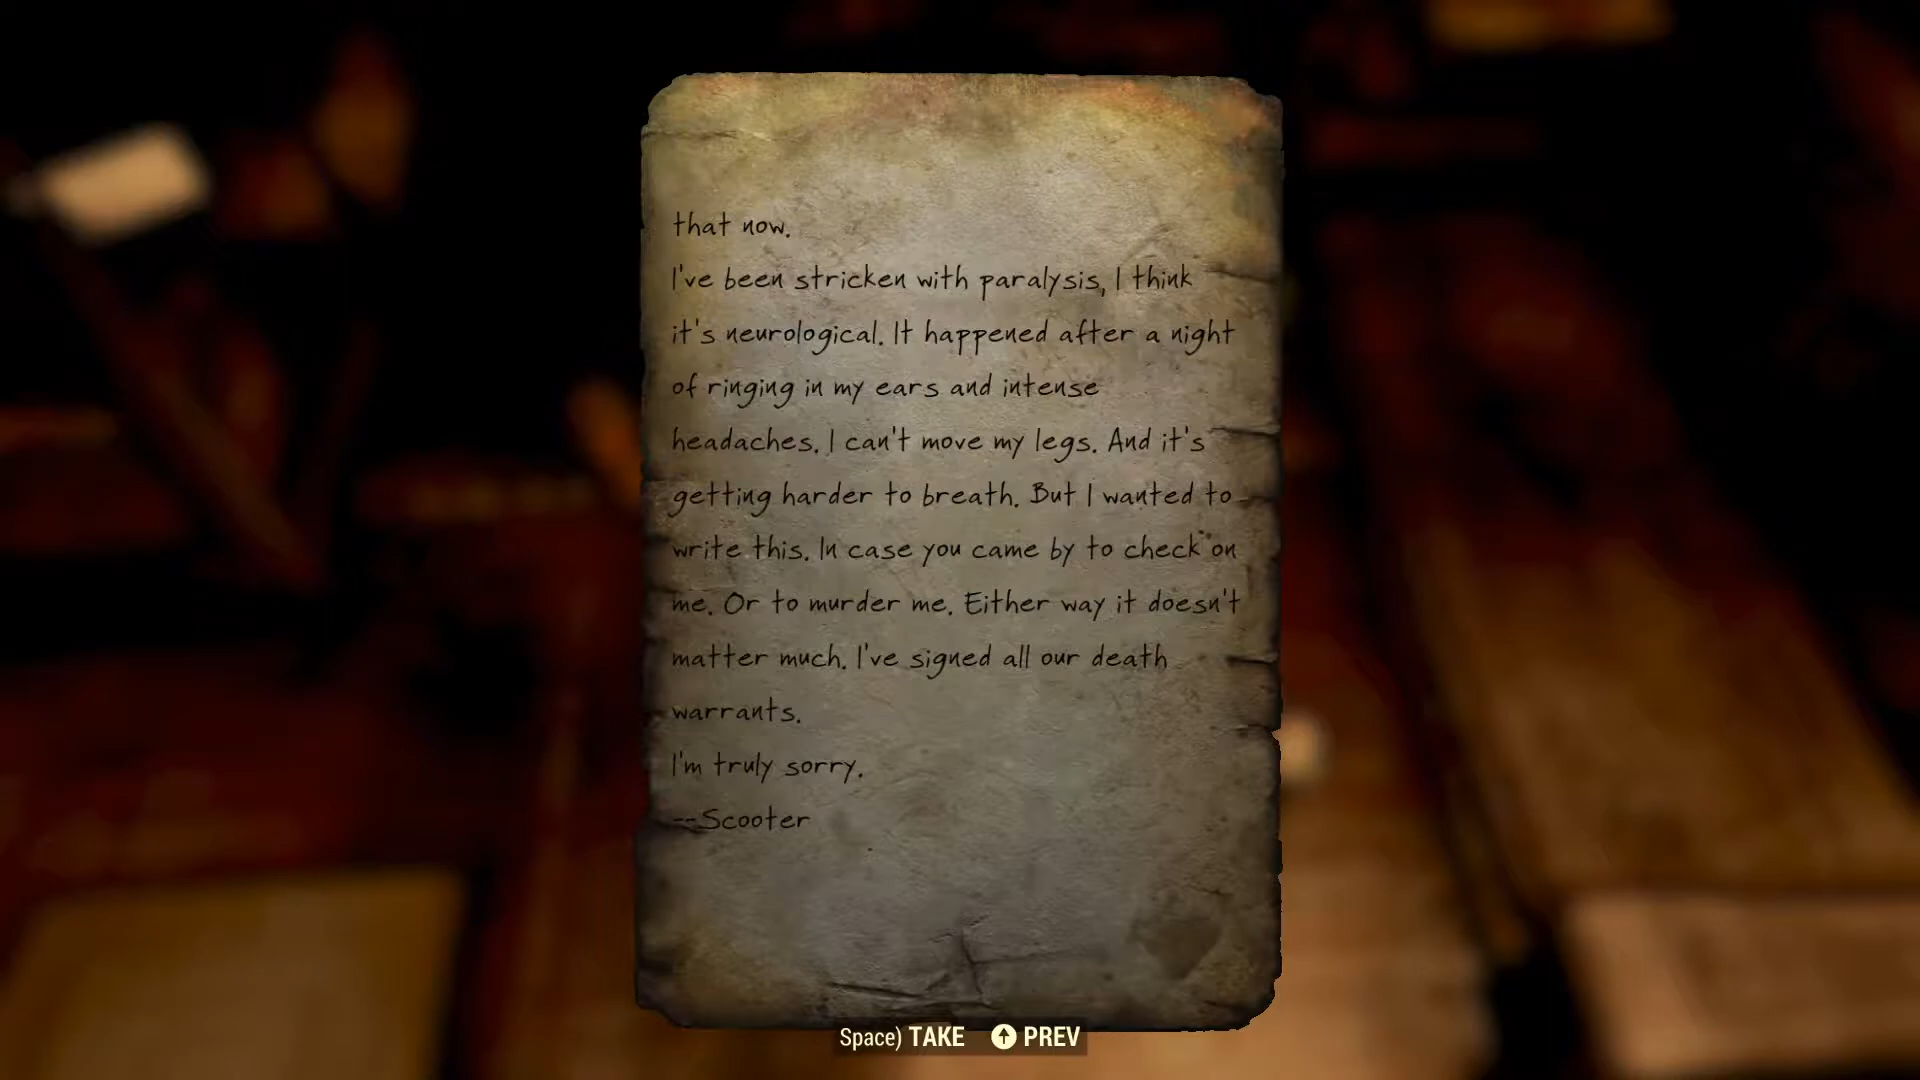 that now.
I've been stricken with paralysis, I think
it's neurological. It happened after a night
of ringing in my ears and intense
headaches. I can't move my legs. And it's
getting harder to breath. But I wanted to
write this. In case you came by to check on
me. Or to murder me. Either way it doesn't
matter much. I've signed all our death
warrants.
I'm truly sorry.
--Scooter
Space) TAKE PREV